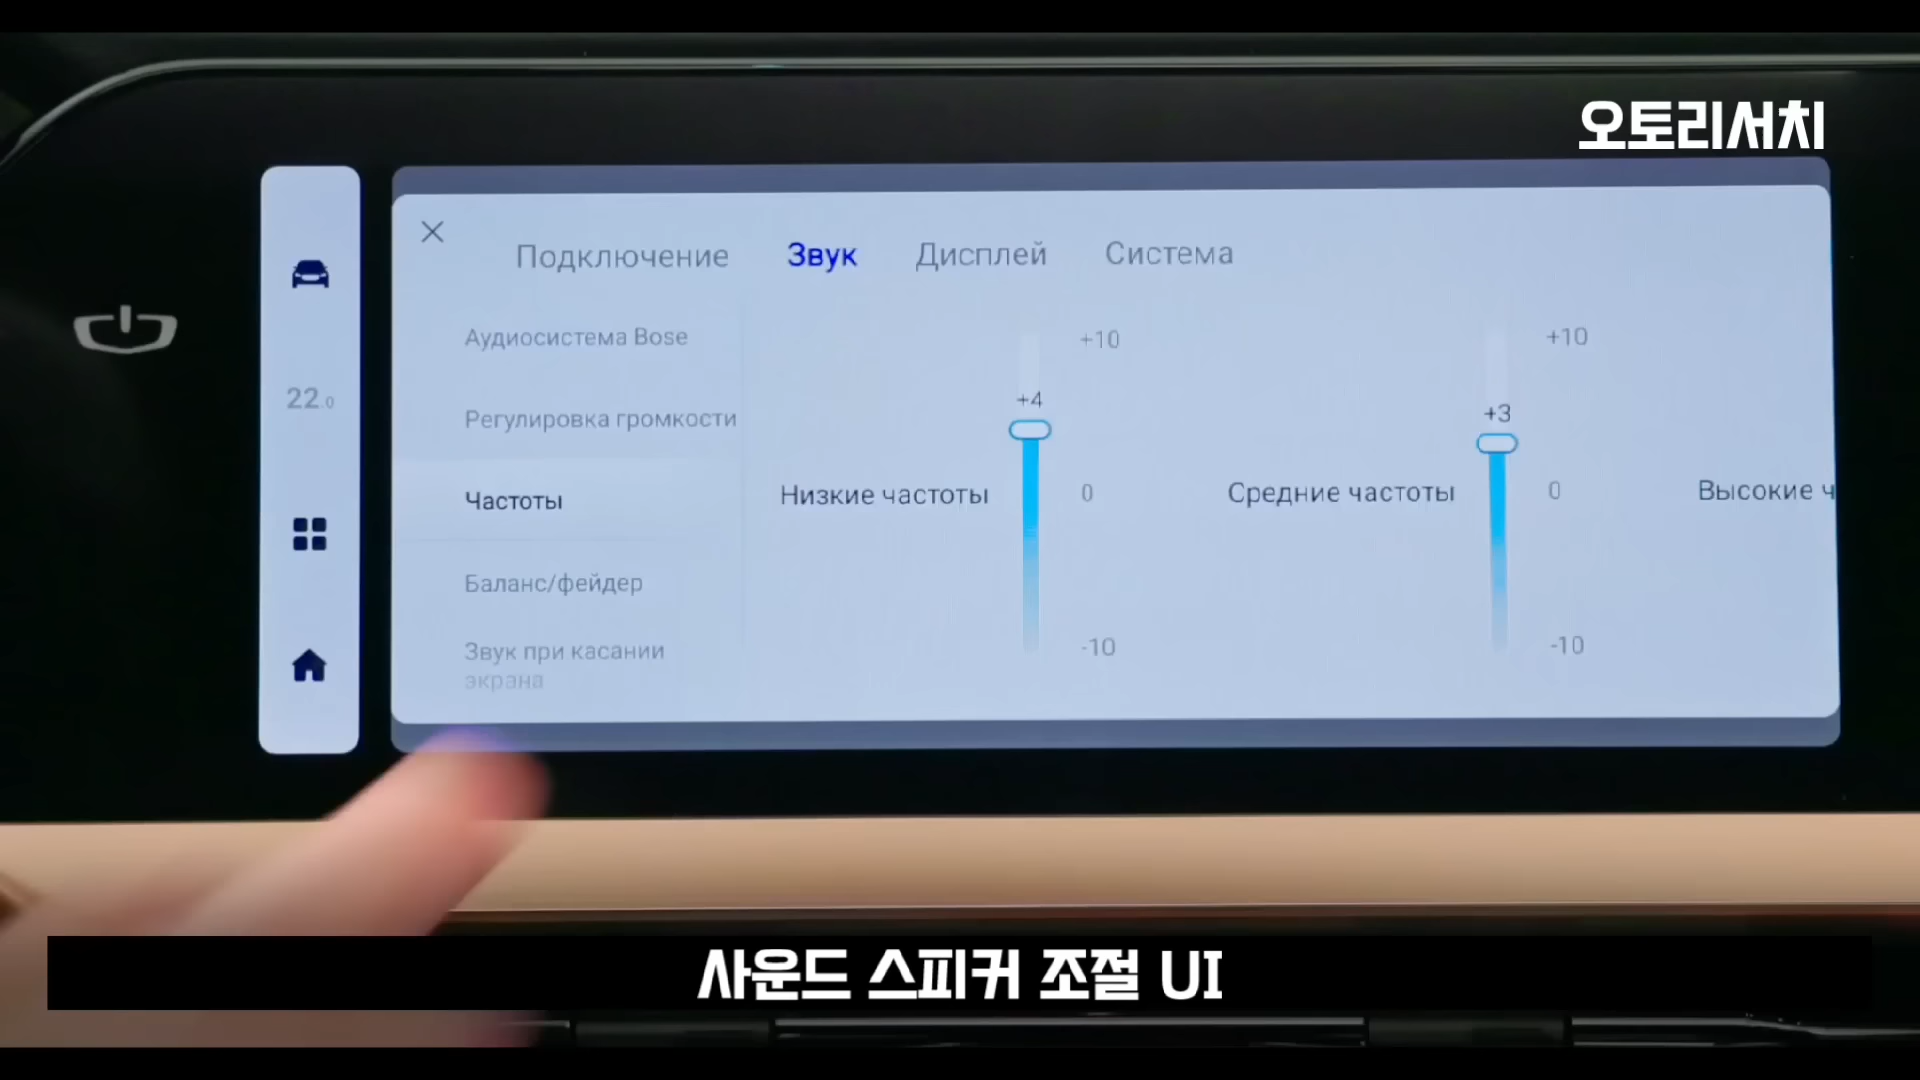 오토리서치
Подключение Звук Дисплей Система
22.0
Аудиосистема Bose
Регулировка громкости
Частоты
Баланс/фейдер
Звук при касании
экрана
+10
+4
Низкие частоты
0
-10
+10
+3
Средние частоты
0
-10
Высокие ч
사운드 스피커 조절 UI